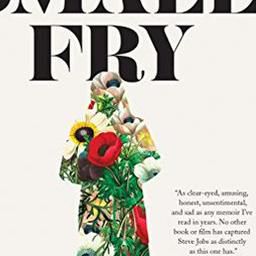 SMALL
FRY
"As clear-eyed, amusing,
honest, unsentimental,
and sad as any memoir I've
read in years. No other
book or film has captured
Steve Jobs as distinctly
as this one has."